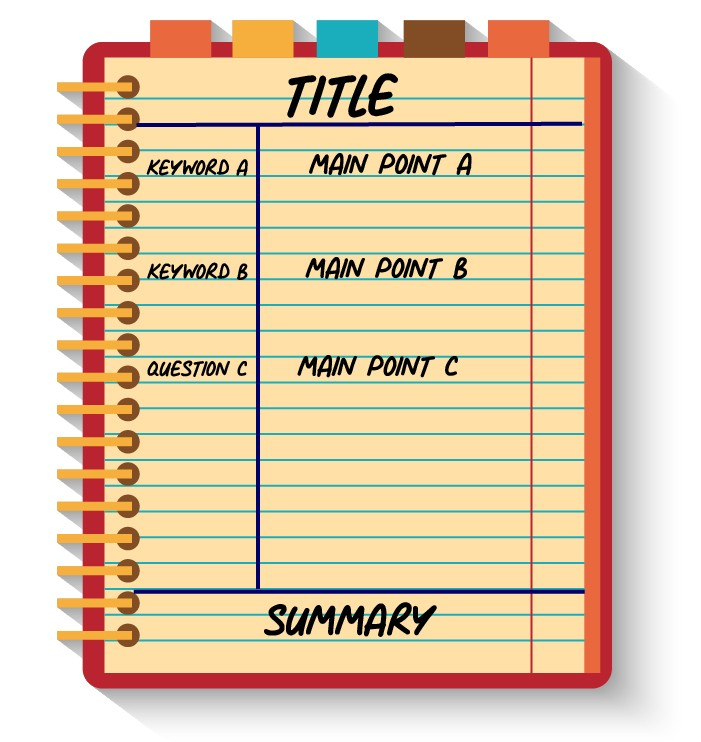 TITLE
KEYWORD A
MAIN POINT A
KEYWORD B
MAIN POINT B
QUESTION C
MAIN POINT C
SUMMARY